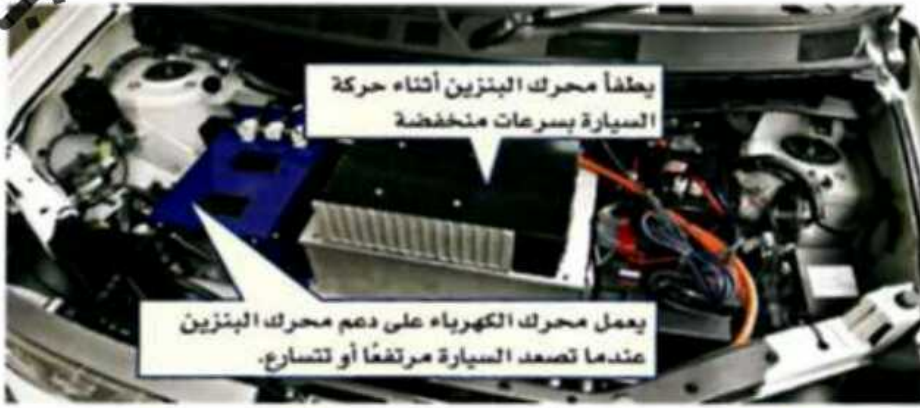 يطفأ محرك البنزين أثناء حركة
السيارة بسرعات منخفضة
يعمل محرك الكهرباء على دعم محرك البنزين
عندما تصعد السيارة مرتفعًا أو تتسارع.